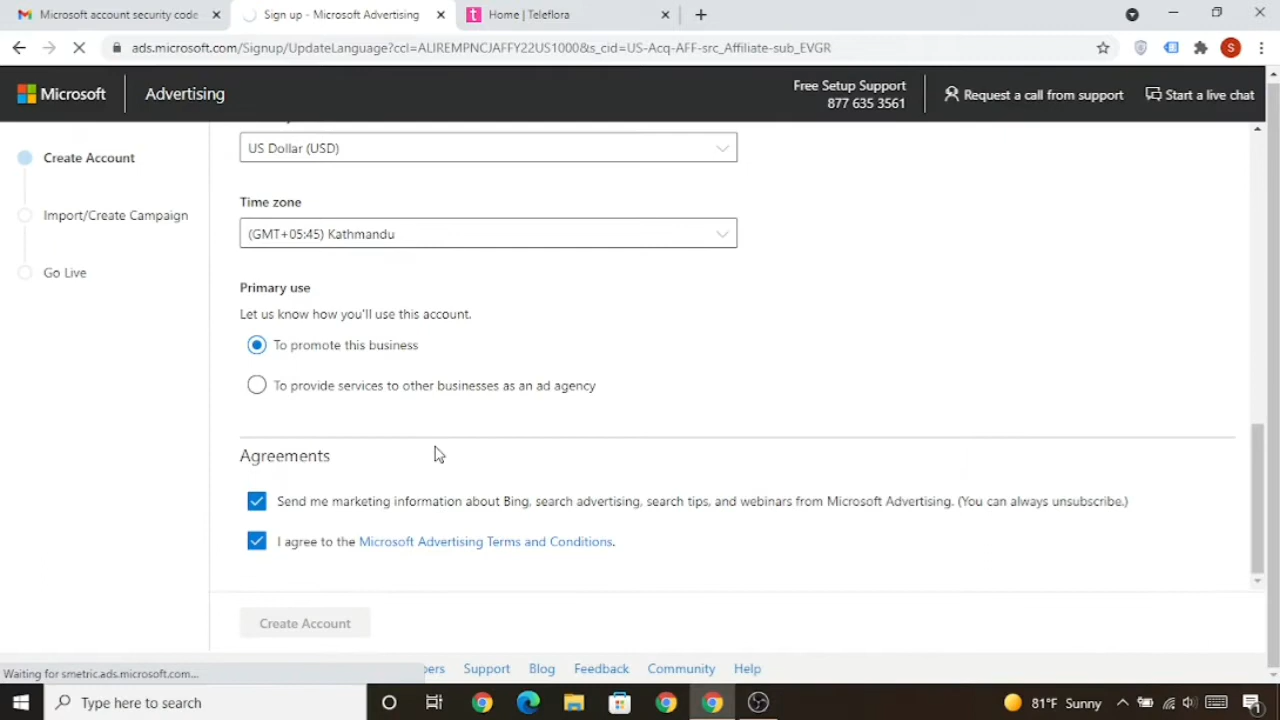 Microsoft account security code
Sign up - Microsoft Advertising
Home | Teleflora
ads.microsoft.com/Signup/UpdateLanguage?ccl=ALIREMPNCJAFFY22US1000&s_cid=US-Acq-AFF-src_Affiliate-sub_EVGR
S
Microsoft
Advertising
Free Setup Support
877 635 3561
Request a call from support
Start a live chat
Create Account
Import/Create Campaign
Go Live
US Dollar (USD)
Time zone
(GMT+05:45) Kathmandu
Primary use
Let us know how you'll use this account.
To promote this business
To provide services to other businesses as an ad agency
Agreements
Send me marketing information about Bing, search advertising, search tips, and webinars from Microsoft Advertising. (You can always unsubscribe.)
I agree to the Microsoft Advertising Terms and Conditions.
Create Account
Waiting for smetric.ads.microsoft.com...
bers Support Blog Feedback Community Help
Type here to search
81°F Sunny
1